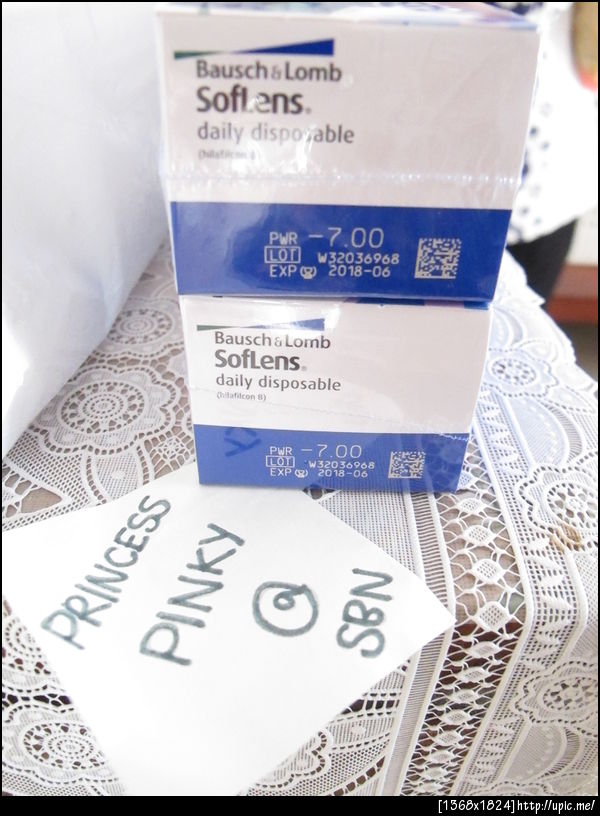 Bausch & Lomb
SofLens®
daily disposable
PWR -7.00
LOT W32036968
EXP 2018-06
Bausch & Lomb
SofLens®
daily disposable
(hilafilcon B)
PWR -7.00
LOT W32036968
EXP 2018-06
PRINCESS
PINKY
@
SBN
[1368x1824]http://upic.me/